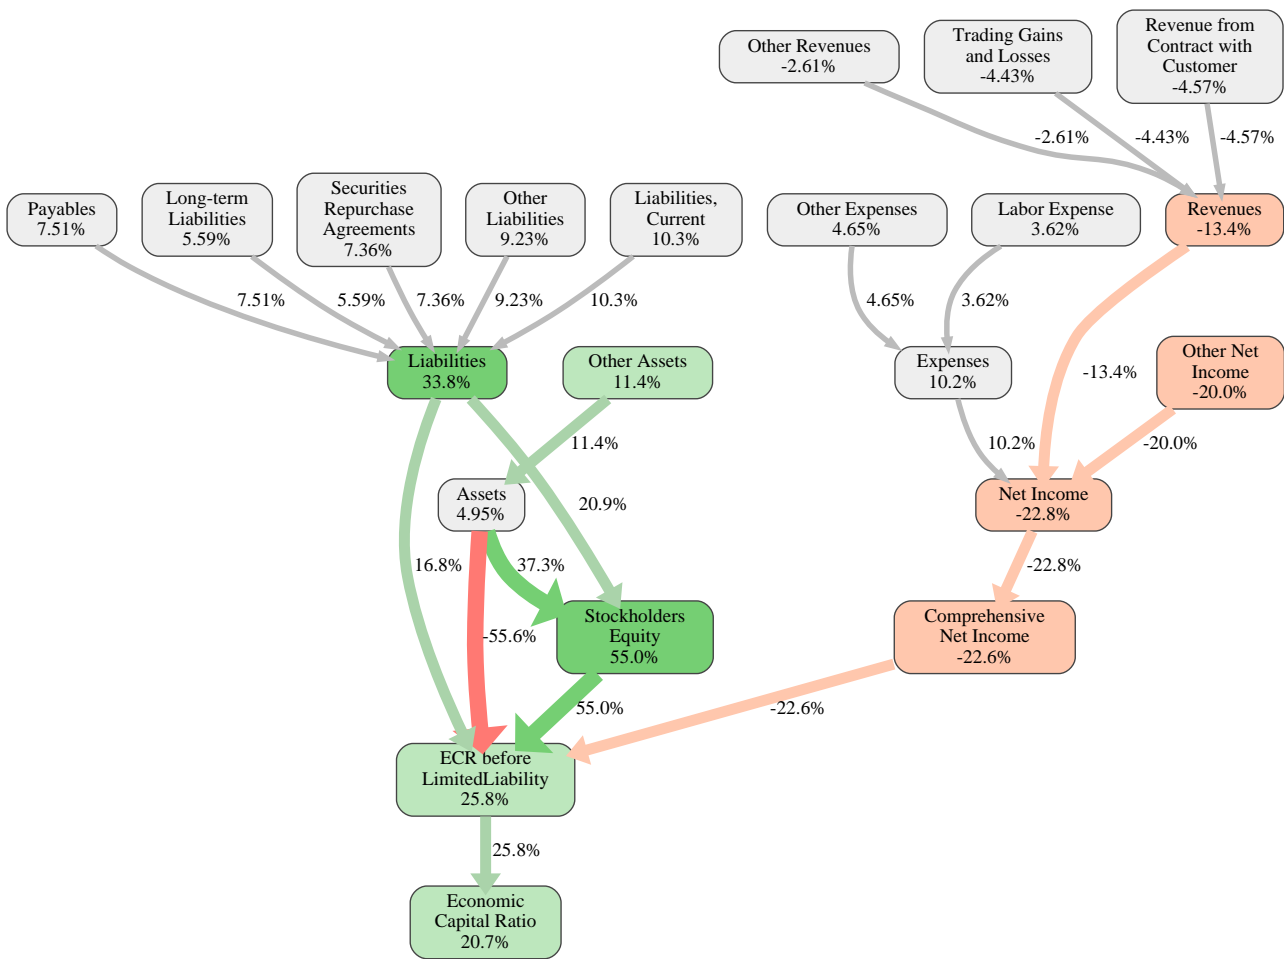 Other Revenues
-2.61%
Trading Gains
and Losses
-4.43%
Revenue from
Contract with
Customer
-4.57%
-2.61%
-4.43%
-4.57%
Payables
7.51%
Long-term
Liabilities
5.59%
Securities
Repurchase
Agreements
7.36%
Other
Liabilities
9.23%
Liabilities,
Current
10.3%
Other Expenses
4.65%
Labor Expense
3.62%
Revenues
-13.4%
7.51%
5.59%
7.36%
9.23%
10.3%
4.65%
3.62%
Liabilities
33.8%
Other Assets
11.4%
Expenses
10.2%
-13.4%
Other Net
Income
-20.0%
11.4%
10.2%
-20.0%
Assets
4.95%
20.9%
Net Income
-22.8%
16.8%
37.3%
-22.8%
-55.6%
Stockholders
Equity
55.0%
Comprehensive
Net Income
-22.6%
55.0%
-22.6%
ECR before
LimitedLiability
25.8%
25.8%
Economic
Capital Ratio
20.7%